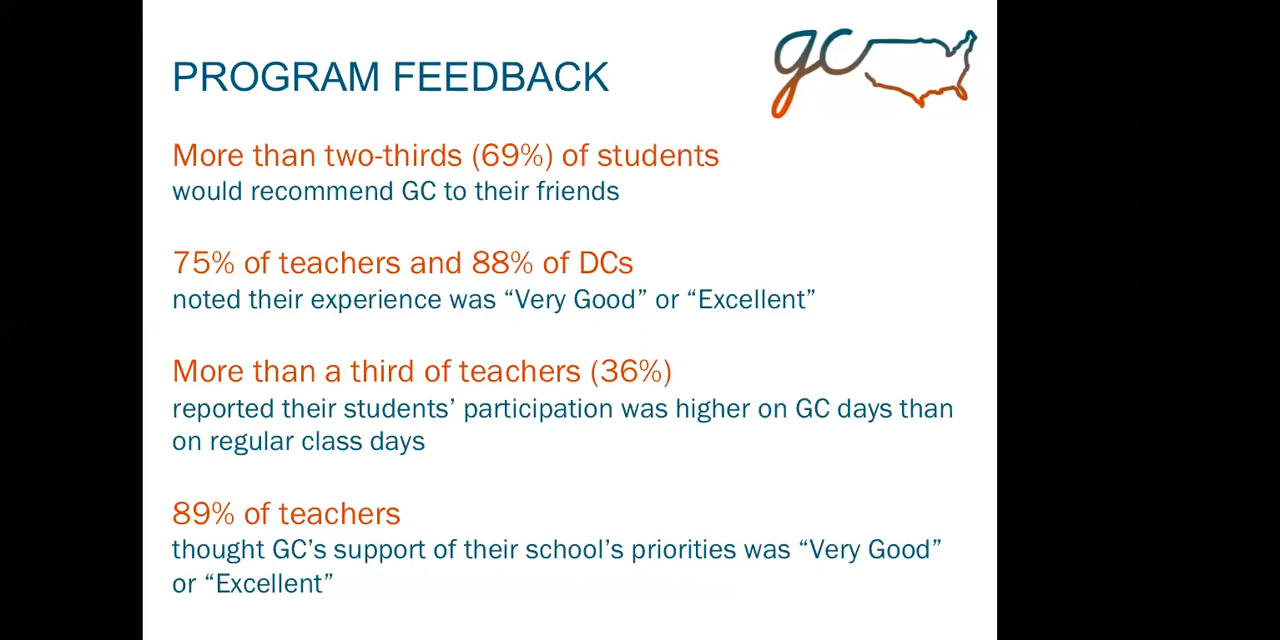 gc
PROGRAM FEEDBACK
More than two-thirds (69%) of students
would recommend GC to their friends
75% of teachers and 88% of DCs
noted their experience was “Very Good” or “Excellent”
More than a third of teachers (36%)
reported their students’ participation was higher on GC days than
on regular class days
89% of teachers
thought GC’s support of their school’s priorities was “Very Good”
or “Excellent”